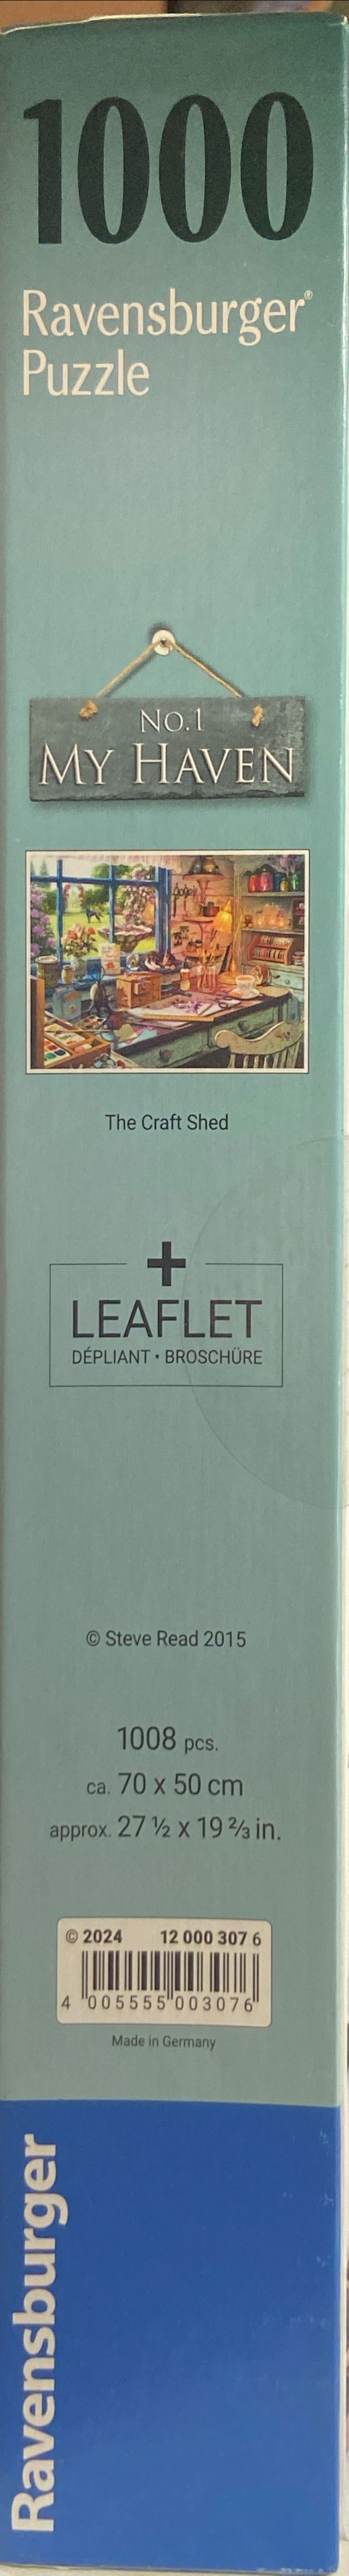 1000
Ravensburger®
Puzzle
No.1
My Haven
The Craft Shed
+
LEAFLET
DÉPLIANT • BROSCHÜRE
© Steve Read 2015
1008 pcs.
ca. 70 x 50 cm
approx. 27 ½ x 19 ⅔ in.
© 2024 12 000 307 6
4 005555 003076
Made in Germany
Ravensburger